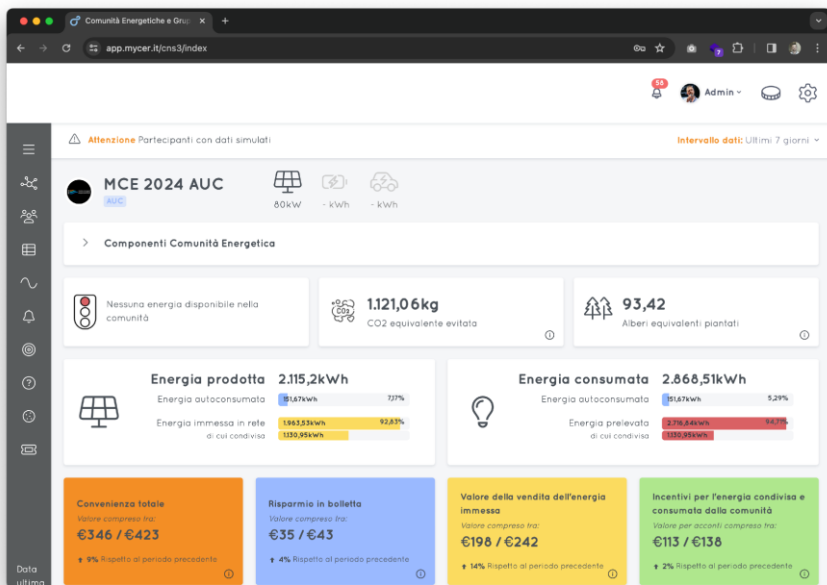 Comunità Energetiche e Gru
app.mycer.it/cns3/index
7
58
Admin
Attenzione Partecipanti con dati simulati
Intervallo dati: Ultimi 7 giorni
MCE 2024 AUC
AUC
80kW
- kWh
- kWh
Componenti Comunità Energetica
Nessuna energia disponibile nella
comunità
CO2
1.121,06kg
CO2 equivalente evitata
93,42
Alberi equivalenti piantati
Energia prodotta 2.115,2kWh
Energia autoconsumata 151,67kWh 7,17%
Energia immessa in rete 1.963,53kWh 92,83%
di cui condivisa 1.130,95kWh
Energia consumata 2.868,51kWh
Energia autoconsumata 151,67kWh 5,29%
Energia prelevata 2.716,84kWh 94,71%
di cui condivisa 1.130,95kWh
Convenienza totale
Valore compreso tra:
€346 / €423
9% Rispetto al periodo precedente
Risparmio in bolletta
Valore compreso tra:
€35 / €43
4% Rispetto al periodo precedente
Valore della vendita dell'energia
immessa
Valore compreso tra:
€198 / €242
14% Rispetto al periodo precedente
Incentivi per l'energia condivisa e
consumata dalla comunità
Valore per acconti compreso tra:
€113 / €138
2% Rispetto al periodo precedente
Data
ultima